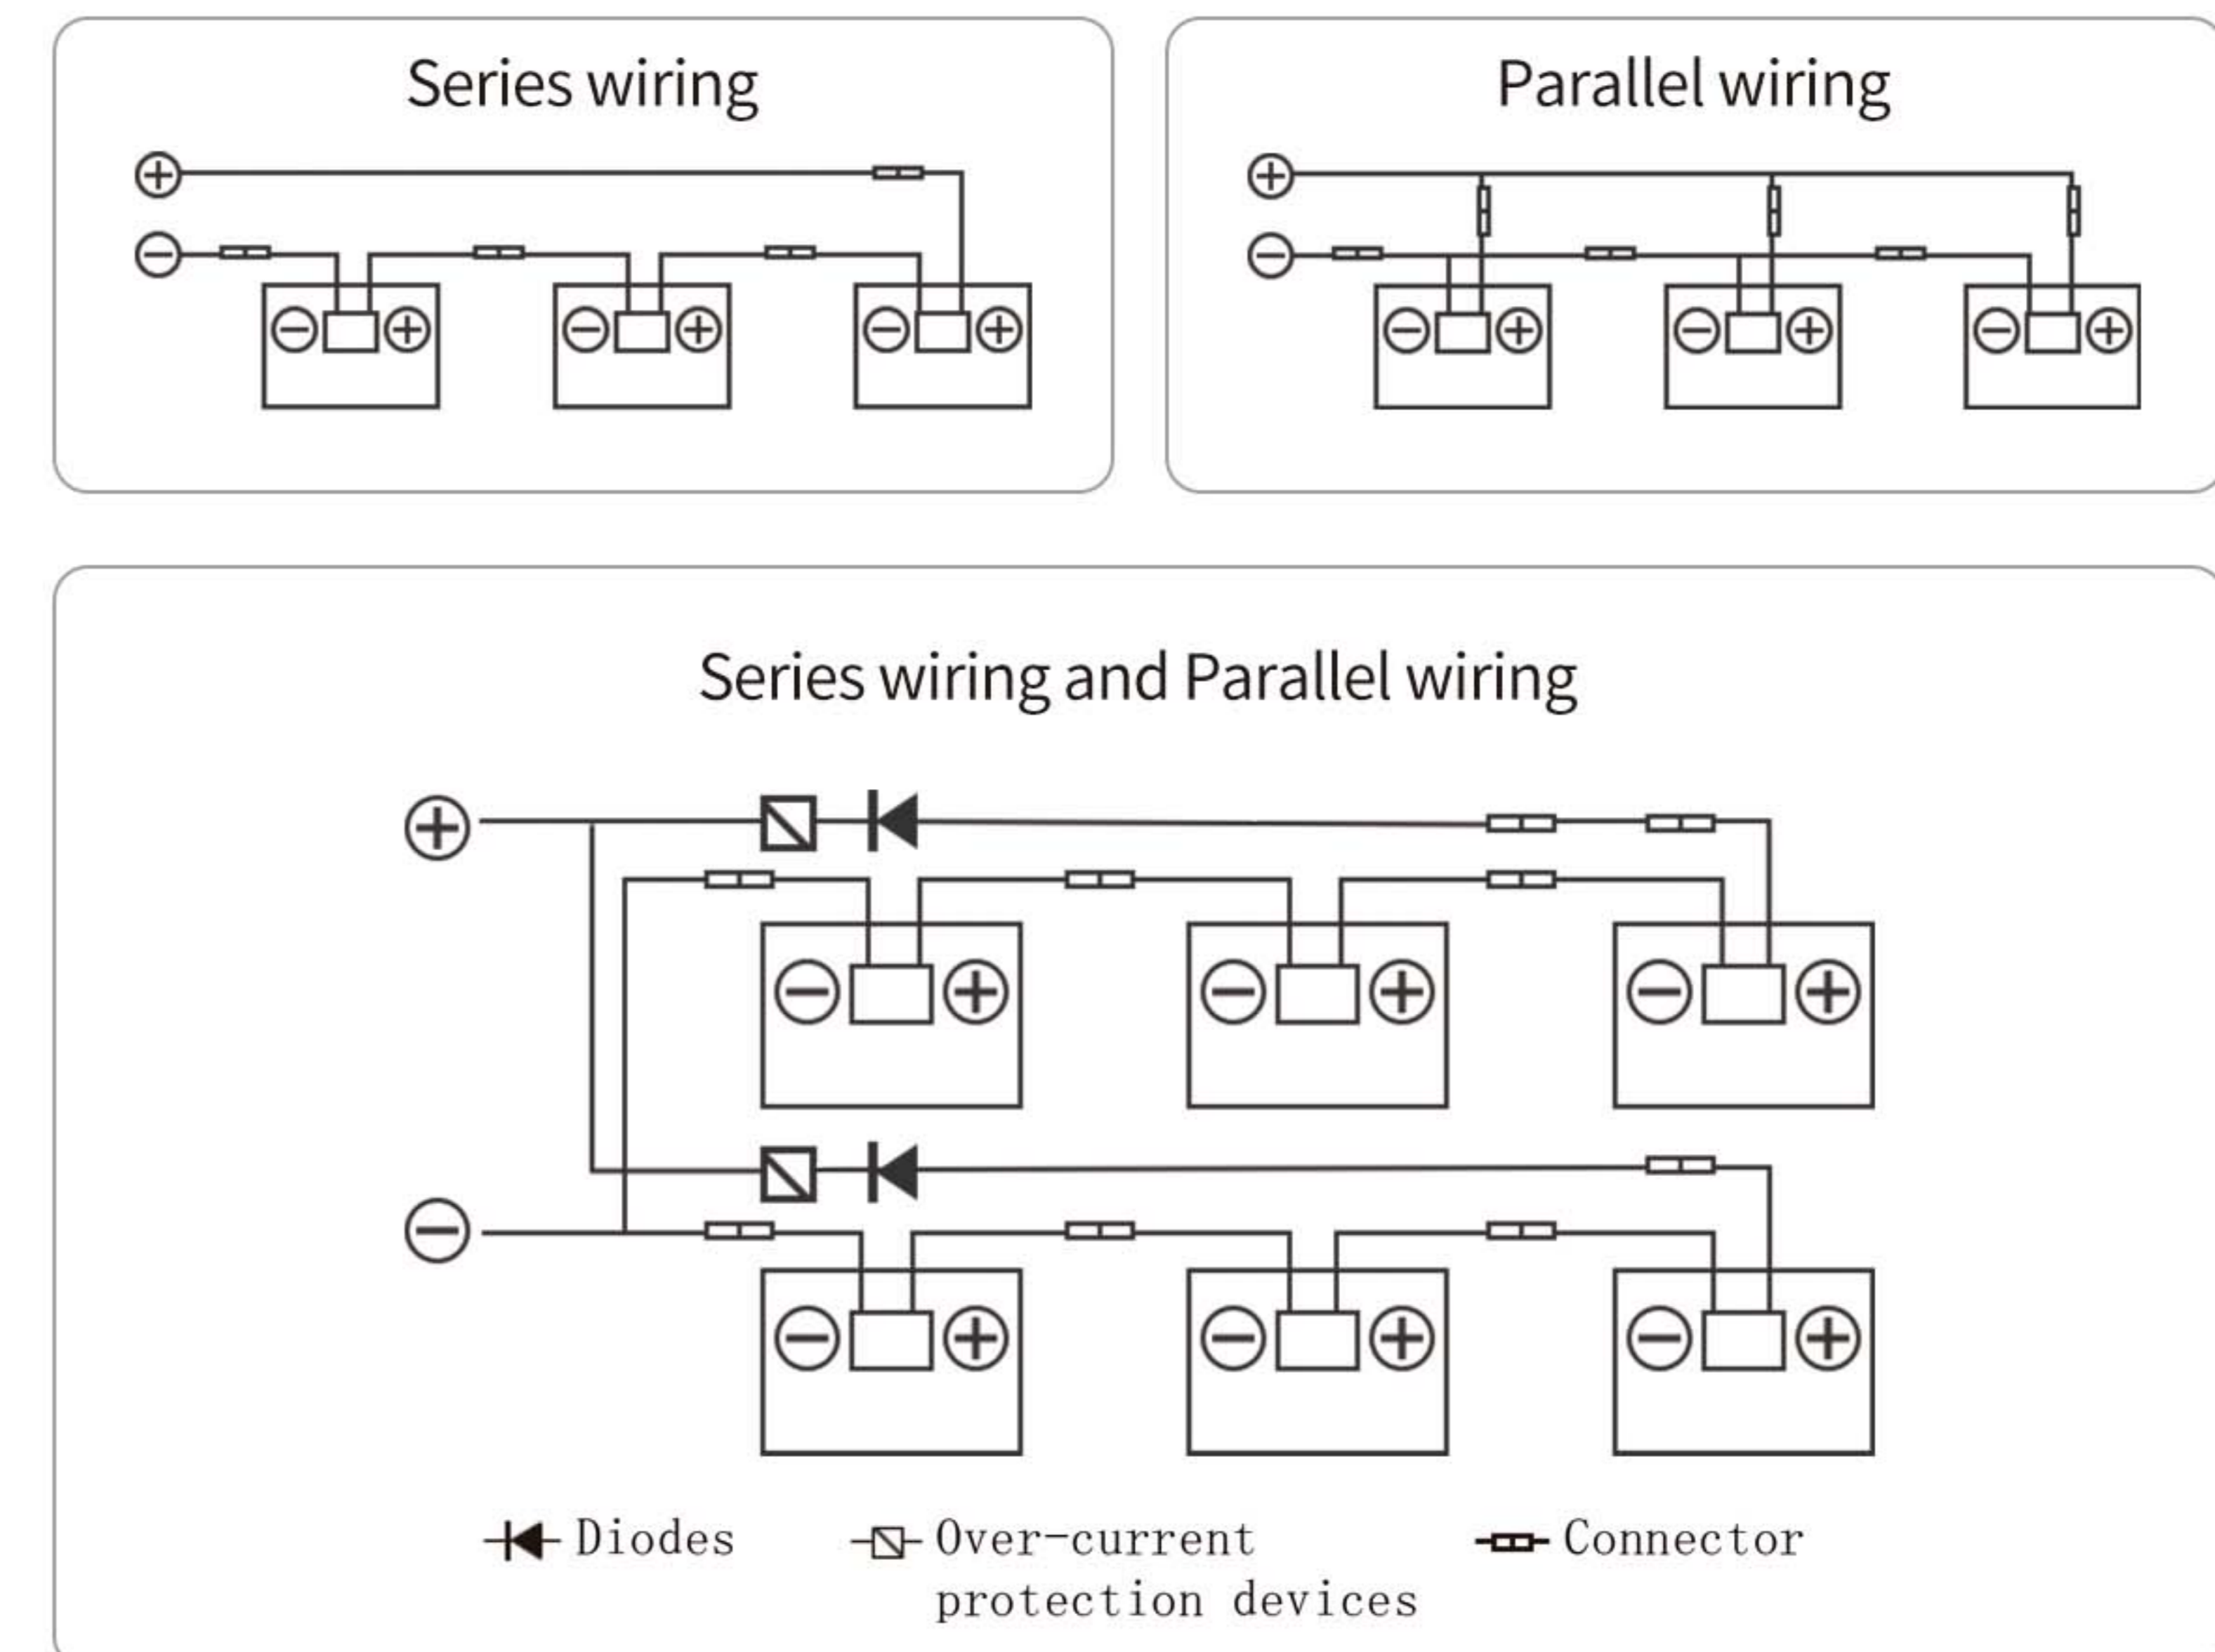 Series wiring
Parallel wiring
Series wiring and Parallel wiring
Diodes
Over-current
protection devices
Connector